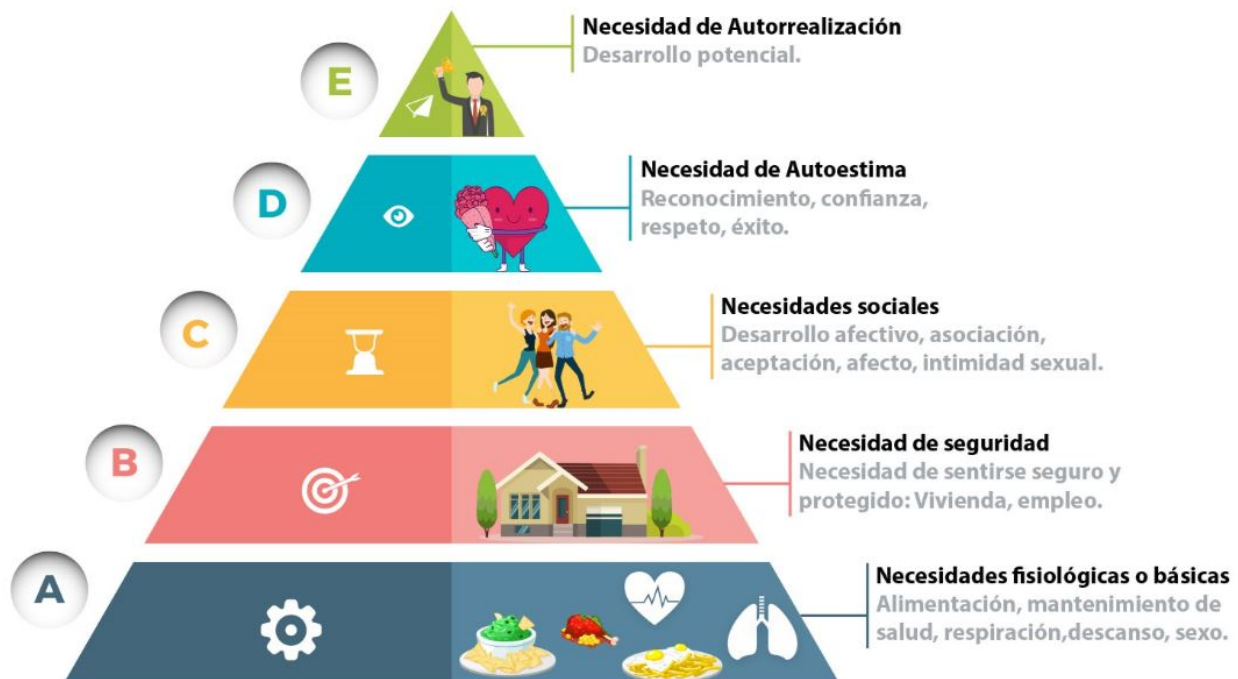 E
Necesidad de Autorrealización
Desarrollo potencial.
D
Necesidad de Autoestima
Reconocimiento, confianza,
respeto, éxito.
C
Necesidades sociales
Desarrollo afectivo, asociación,
aceptación, afecto, intimidad sexual.
B
Necesidad de seguridad
Necesidad de sentirse seguro y
protegido: Vivienda, empleo.
A
Necesidades fisiológicas o básicas
Alimentación, mantenimiento de
salud, respiración,descanso, sexo.